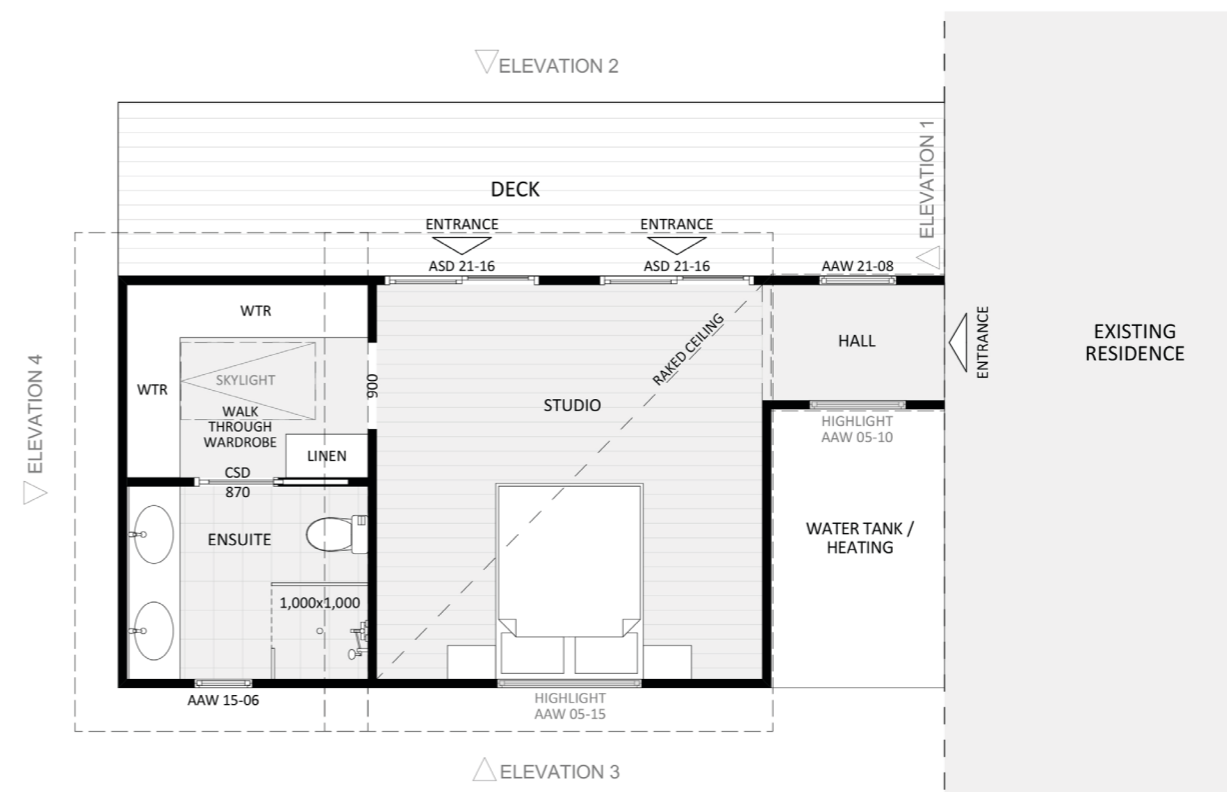 ELEVATION 2
ELEVATION 1
DECK
ENTRANCE
ENTRANCE
ASD 21-16
ASD 21-16
AAW 21-08
WTR
WTR
SKYLIGHT
WALK
THROUGH
WARDROBE
900
LINEN
CSD
870
STUDIO
RAKED CEILING
HALL
ENTRANCE
EXISTING
RESIDENCE
HIGHLIGHT
AAW 05-10
ELEVATION 4
ENSUITE
1,000x1,000
WATER TANK /
HEATING
AAW 15-06
HIGHLIGHT
AAW 05-15
ELEVATION 3